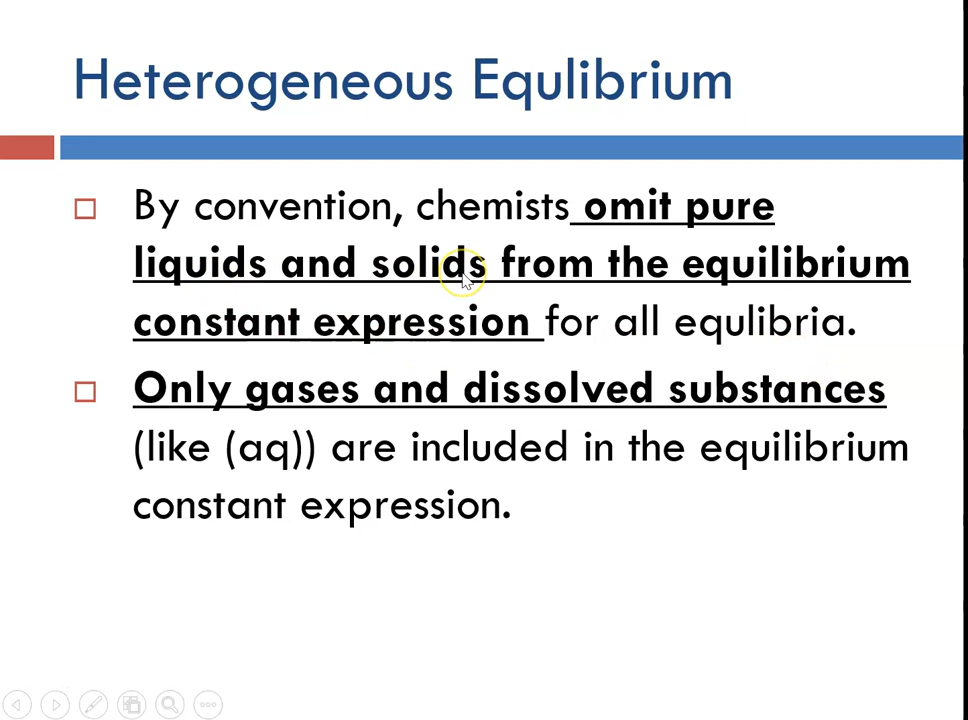 Heterogeneous Equlibrium
By convention, chemists omit pure
liquids and solids from the equilibrium
constant expression for all equlibria.
Only gases and dissolved substances
(like (aq)) are included in the equilibrium
constant expression.